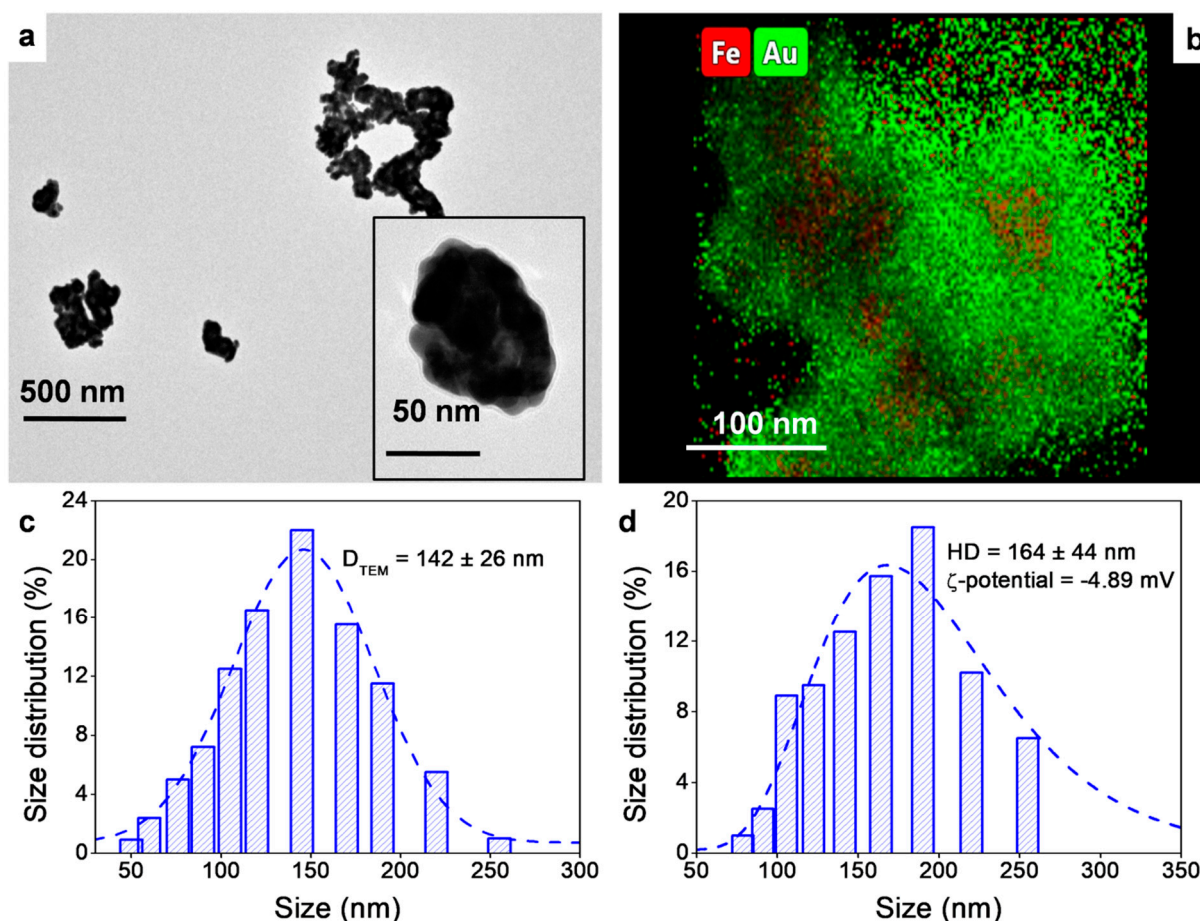 a
500 nm
50 nm
b
Fe Au
100 nm
c
D_TEM = 142 ± 26 nm
Size distribution (%)
24
20
16
12
8
4
0
50 100 150 200 250 300
Size (nm)
d
HD = 164 ± 44 nm
ζ-potential = -4.89 mV
Size distribution (%)
20
16
12
8
4
0
50 100 150 200 250 300 350
Size (nm)